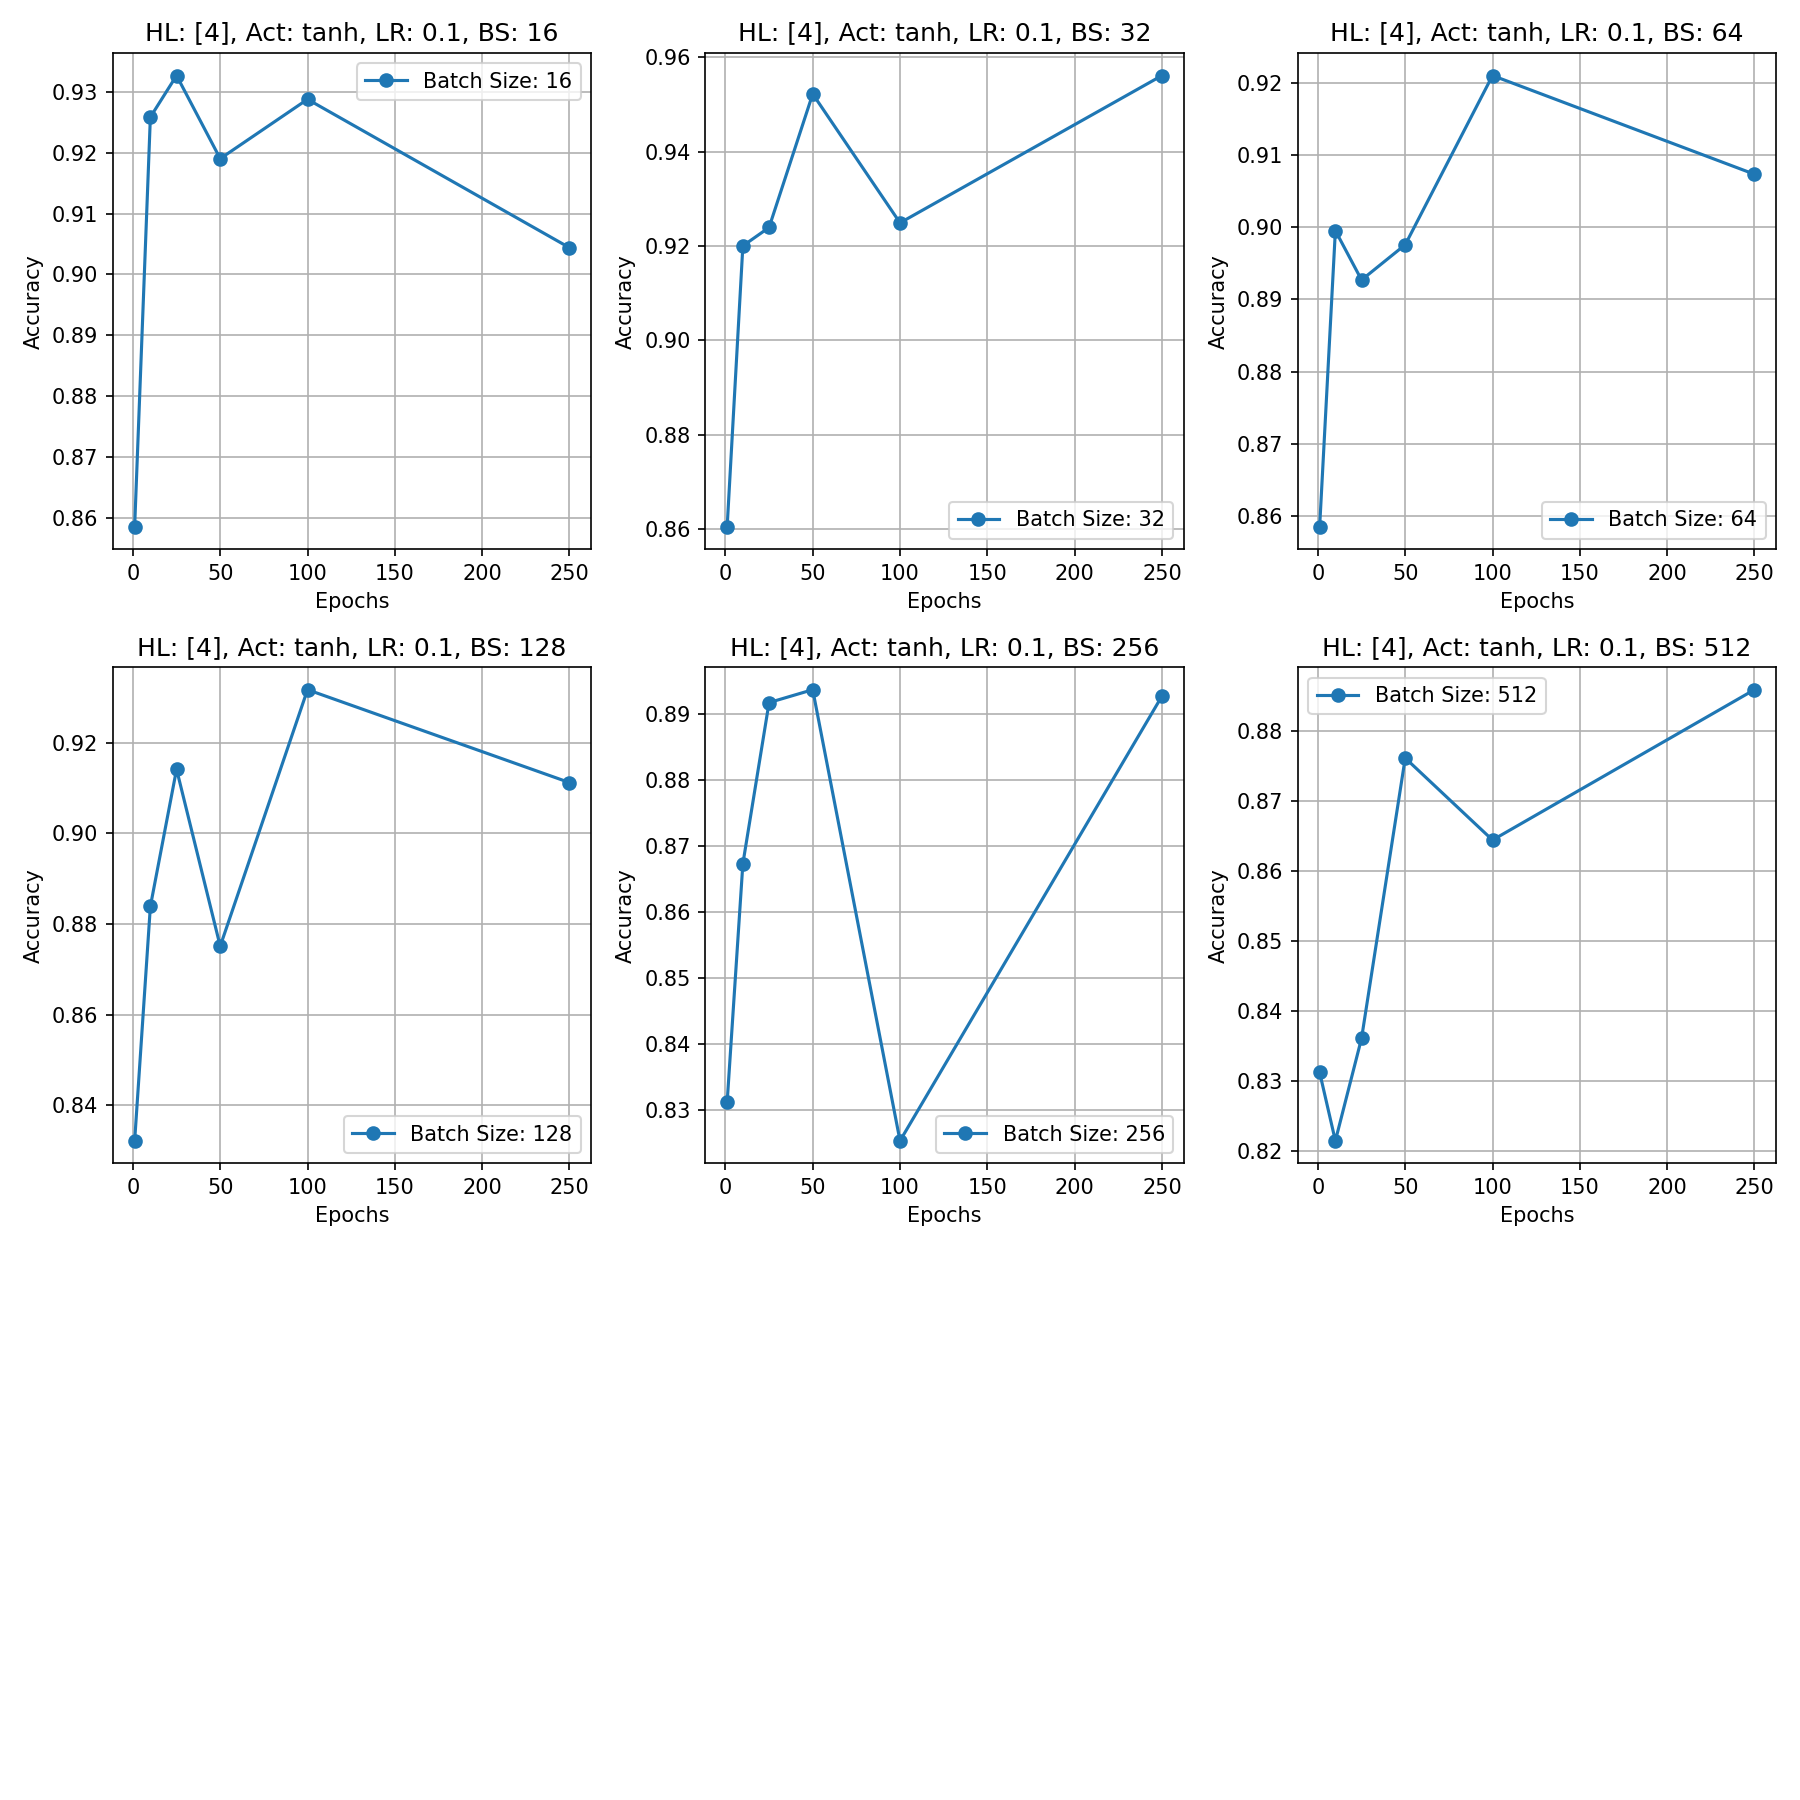 HL: [4], Act: tanh, LR: 0.1, BS: 16
Batch Size: 16
Accuracy
0.93
0.92
0.91
0.90
0.89
0.88
0.87
0.86
0 50 100 150 200 250
Epochs
HL: [4], Act: tanh, LR: 0.1, BS: 32
Accuracy
0.96
0.94
0.92
0.90
0.88
0.86
Batch Size: 32
0 50 100 150 200 250
Epochs
HL: [4], Act: tanh, LR: 0.1, BS: 64
Accuracy
0.92
0.91
0.90
0.89
0.88
0.87
0.86
Batch Size: 64
0 50 100 150 200 250
Epochs
HL: [4], Act: tanh, LR: 0.1, BS: 128
Accuracy
0.92
0.90
0.88
0.86
0.84
Batch Size: 128
0 50 100 150 200 250
Epochs
HL: [4], Act: tanh, LR: 0.1, BS: 256
Accuracy
0.89
0.88
0.87
0.86
0.85
0.84
0.83
Batch Size: 256
0 50 100 150 200 250
Epochs
HL: [4], Act: tanh, LR: 0.1, BS: 512
Batch Size: 512
Accuracy
0.88
0.87
0.86
0.85
0.84
0.83
0.82
0 50 100 150 200 250
Epochs